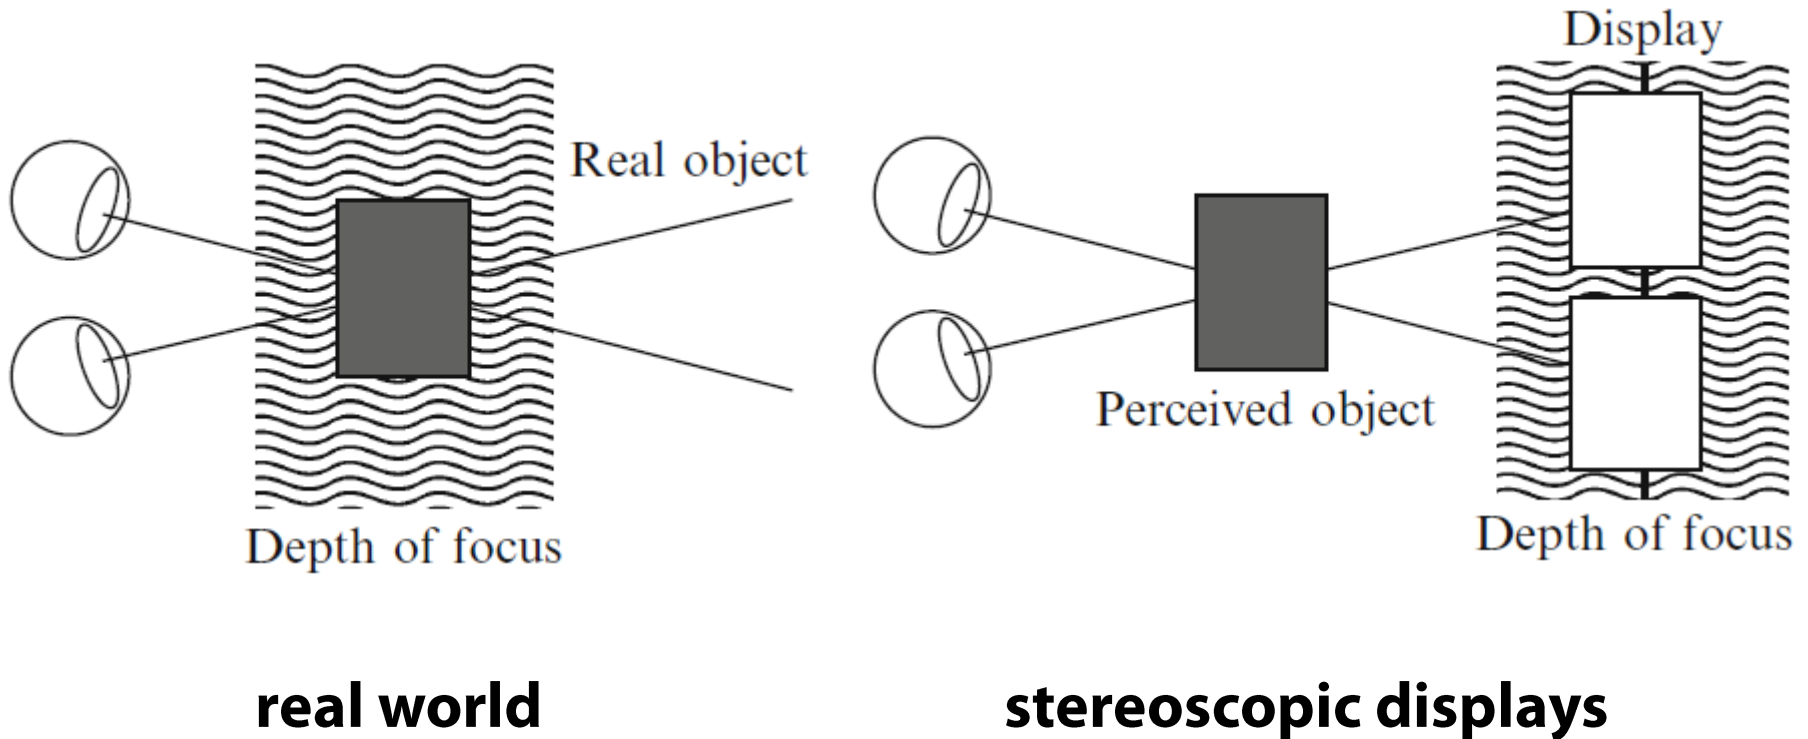 Display
Real object
Perceived object
Depth of focus
Depth of focus
real world
stereoscopic displays